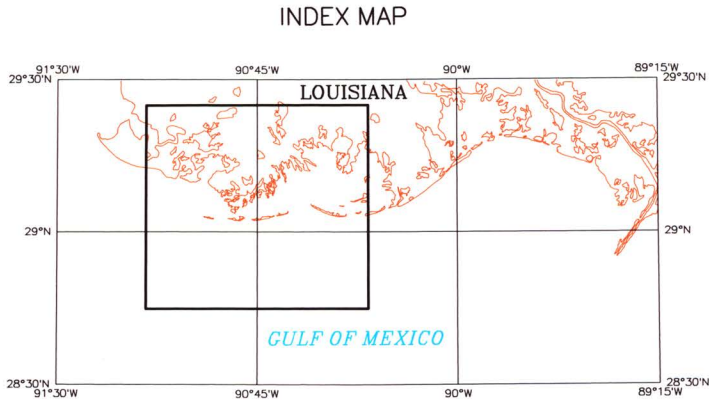 INDEX MAP
91°30'W 90°45'W 90°W 89°15'W
29°30'N 29°30'N
LOUISIANA
29°N 29°N
GULF OF MEXICO
28°30'N 28°30'N
91°30'W 90°45'W 90°W 89°15'W